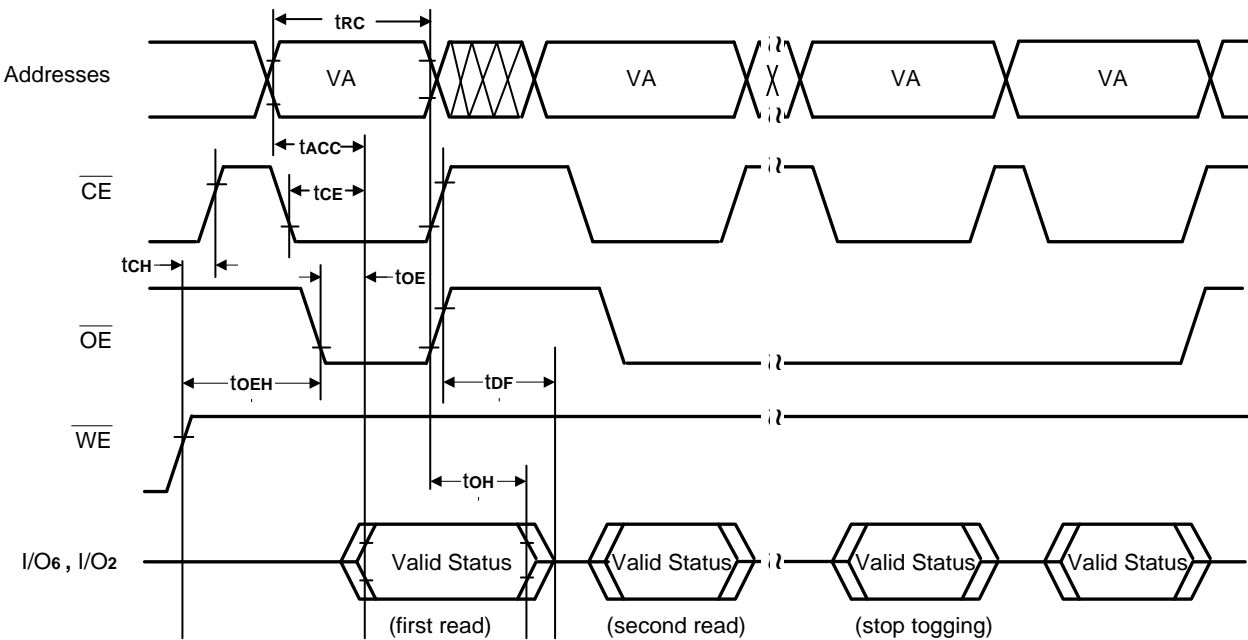 tRC
Addresses VA VA VA VA
tACC
CE tCE
tCH tOE
OE
tOEH tDF
WE
tOH
I/O6 , I/O2 Valid Status Valid Status Valid Status Valid Status
(first read) (second read) (stop togging)